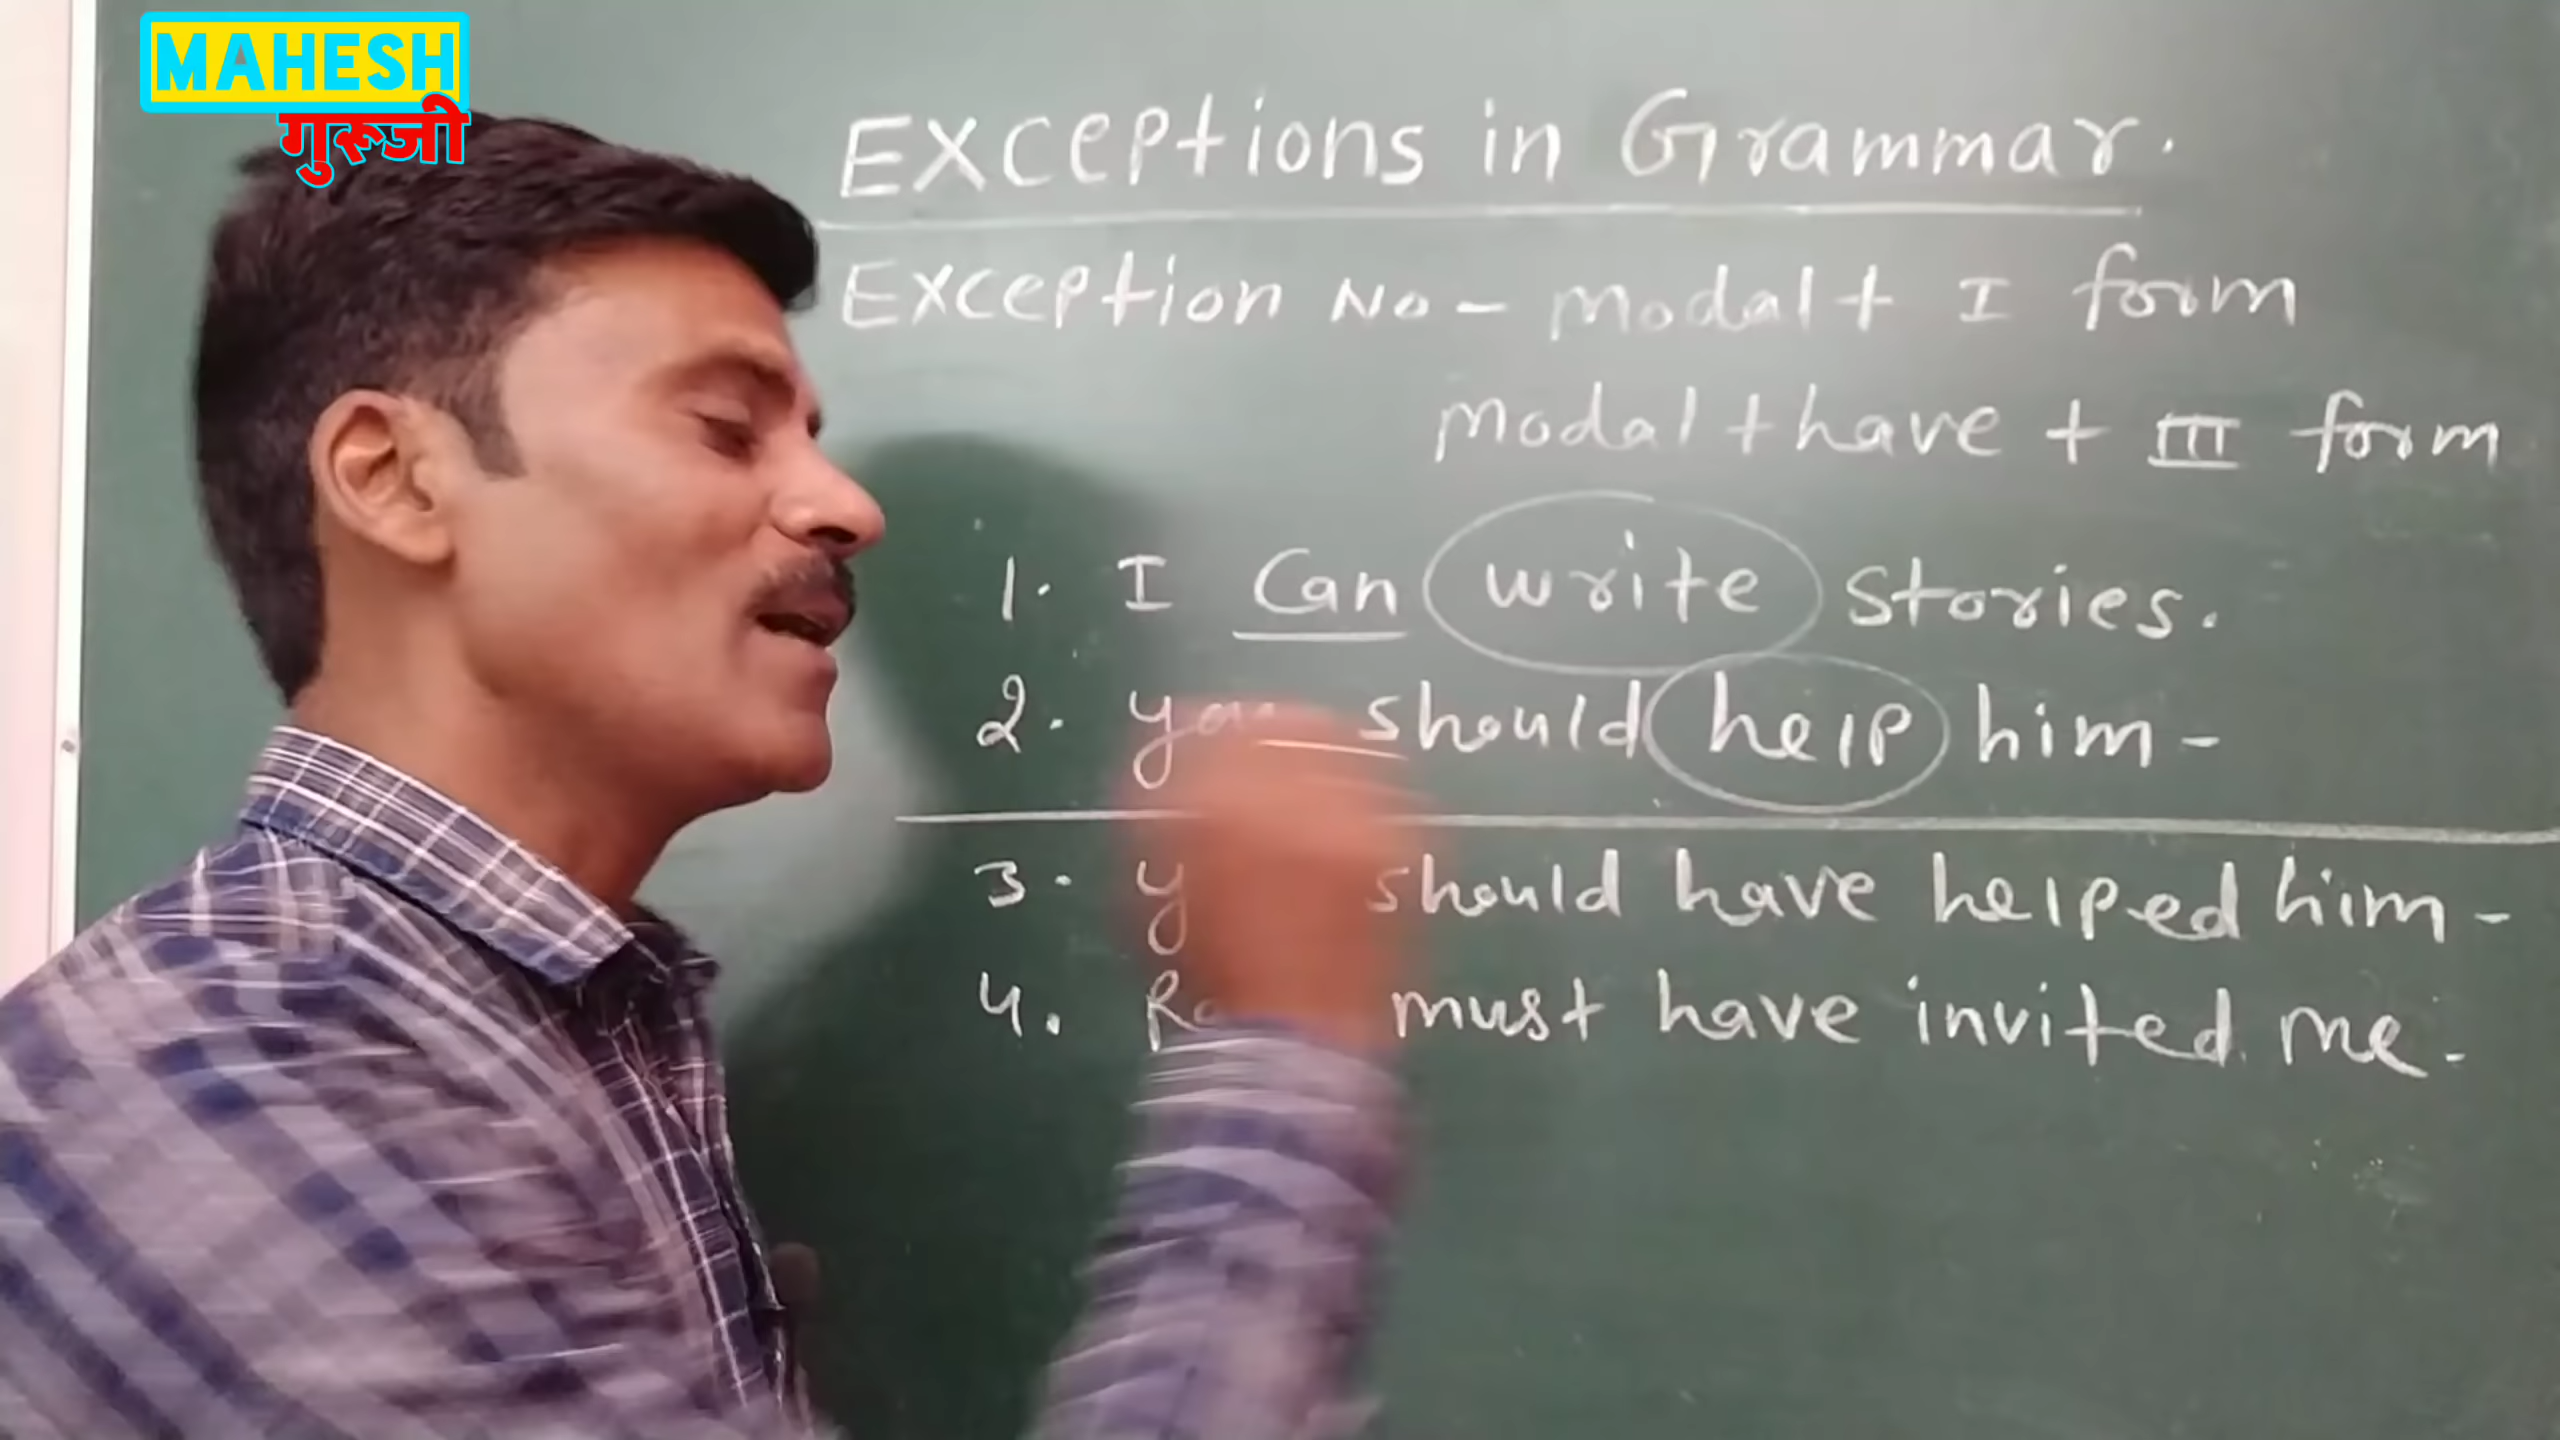 MAHESH
गुरूजी
Exceptions in Grammar.
Exception No - Modal + I form
Modal + have + III form
1. I Can write Stories.
2. should help him -
3. should have helped him -
4. must have invited me.